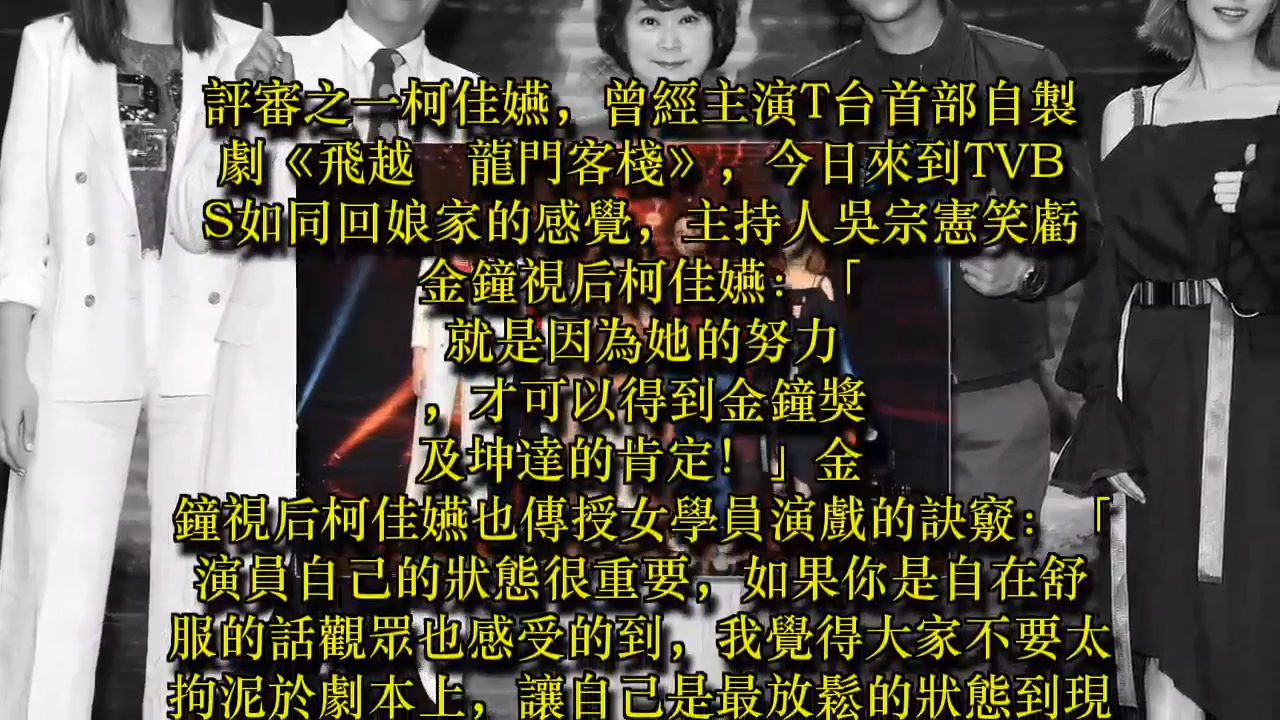 評審之一柯佳嬿，曾經主演T台首部自製
劇《飛越　龍門客棧》，今日來到TVB
S如同回娘家的感覺，主持人吳宗憲笑虧
金鐘視后柯佳嬿：「
就是因為她的努力
，才可以得到金鐘獎
及坤達的肯定！」金
鐘視后柯佳嬿也傳授女學員演戲的訣竅：「
演員自己的狀態很重要，如果你是自在舒
服的話觀眾也感受的到，我覺得大家不要太
拘泥於劇本上，讓自己是最放鬆的狀態到現